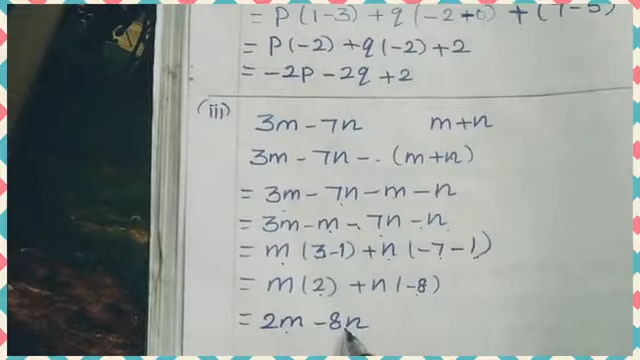 = P(1-3) + q(-2+0) + (7-5)
= P(-2) + q(-2) + 2
= -2P - 2q + 2
(iii) 3m - 7n m+n
3m - 7n - . (m+n)
= 3m - 7n - m - n
= 3m - m - 7n - n
= m (3-1) + n (-7-1)
= m(2) + n(-8)
= 2m - 8n